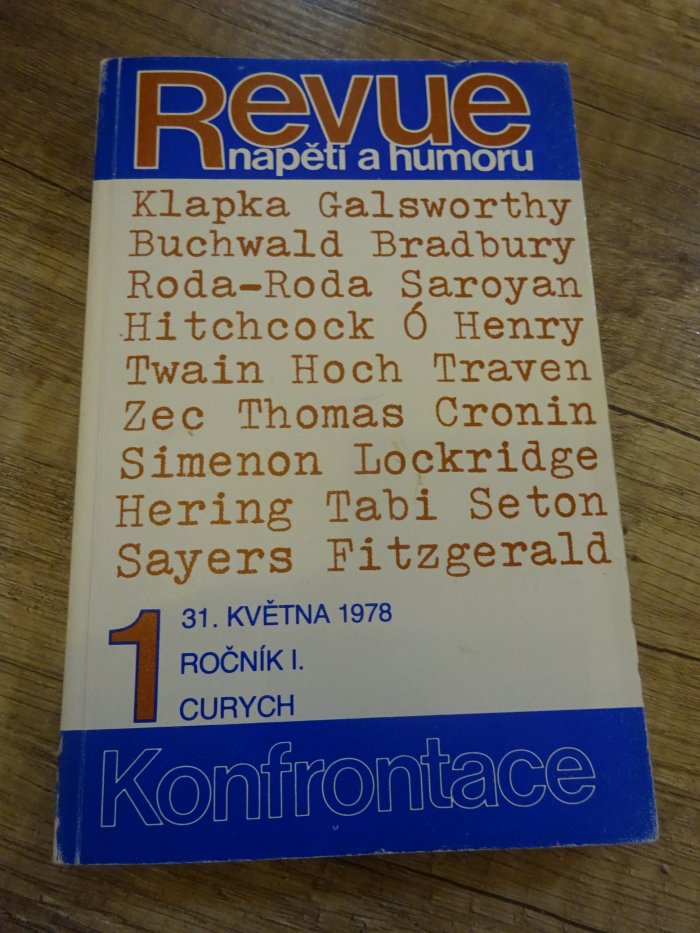 Revue
napětí a humoru
Klapka Galsworthy
Buchwald Bradbury
Roda-Roda Saroyan
Hitchcock Ó Henry
Twain Hoch Traven
Zec Thomas Cronin
Simenon Lockridge
Hering Tabi Seton
Sayers Fitzgerald
1
31. KVĚTNA 1978
ROČNÍK I.
CURYCH
Konfrontace